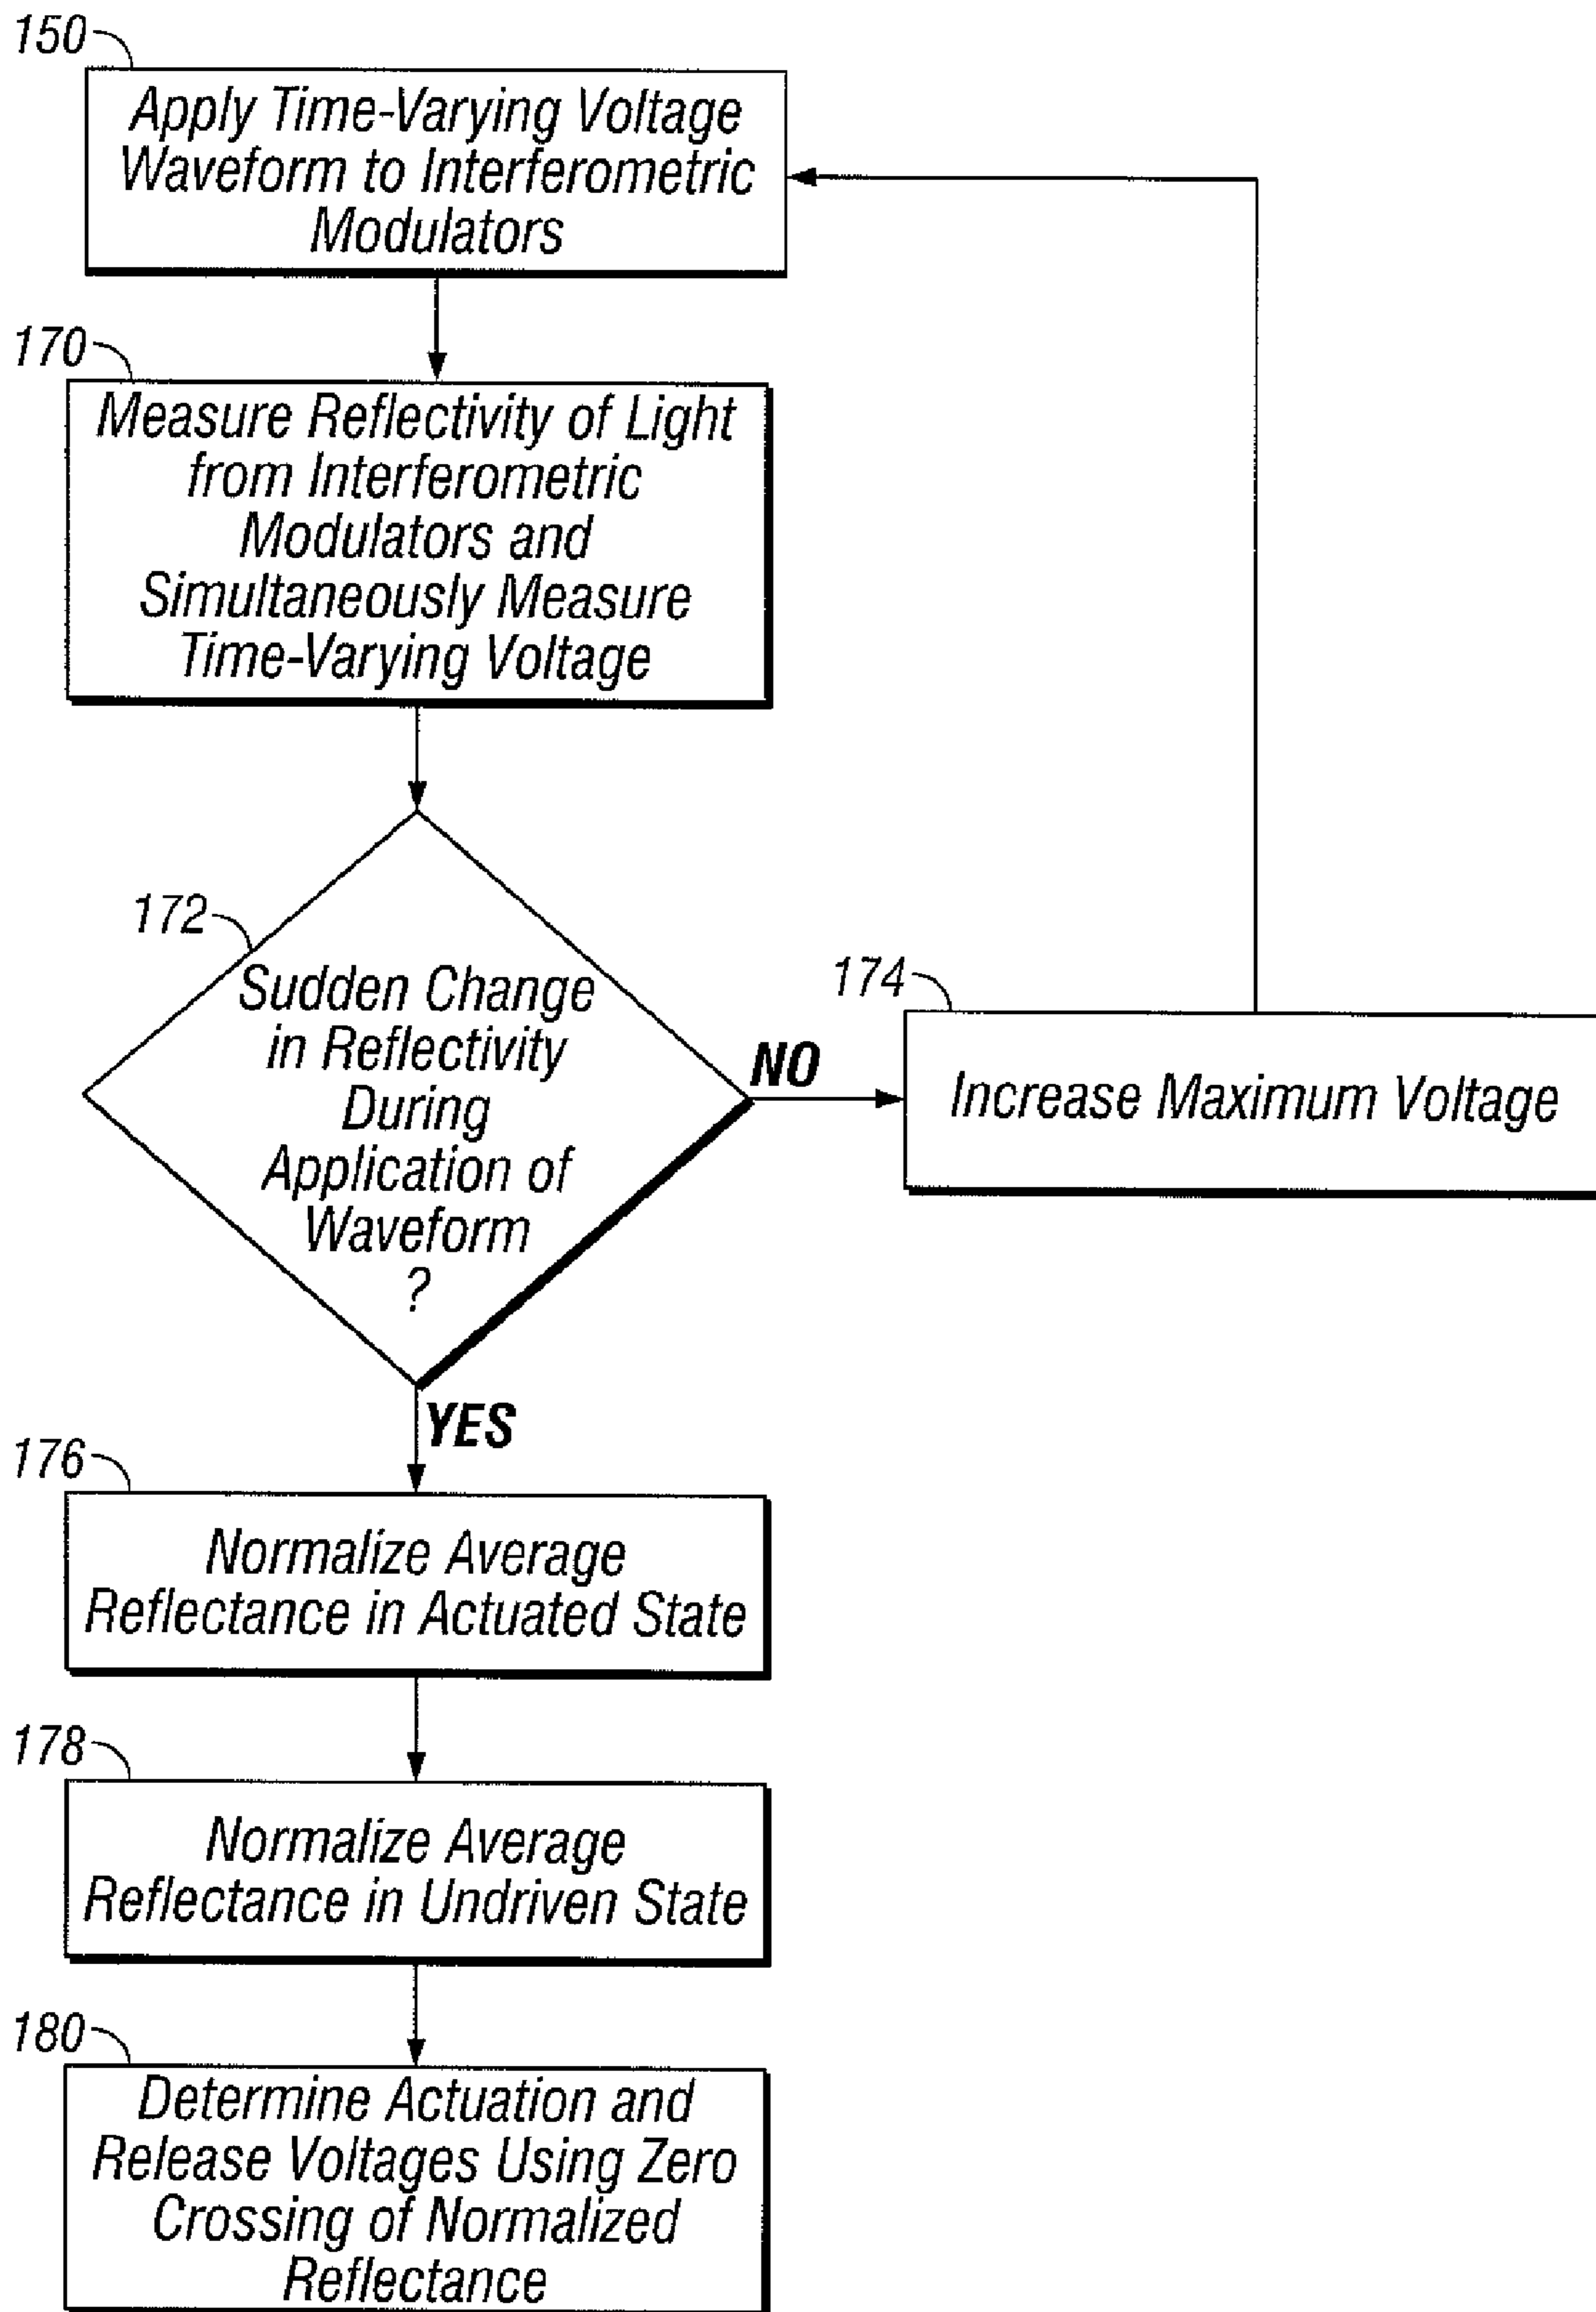 150
Apply Time-Varying Voltage
Waveform to Interferometric
Modulators
170
Measure Reflectivity of Light
from Interferometric
Modulators and
Simultaneously Measure
Time-Varying Voltage
172
Sudden Change
in Reflectivity
During
Application of
Waveform
?
NO
174
Increase Maximum Voltage
YES
176
Normalize Average
Reflectance in Actuated State
178
Normalize Average
Reflectance in Undriven State
180
Determine Actuation and
Release Voltages Using Zero
Crossing of Normalized
Reflectance